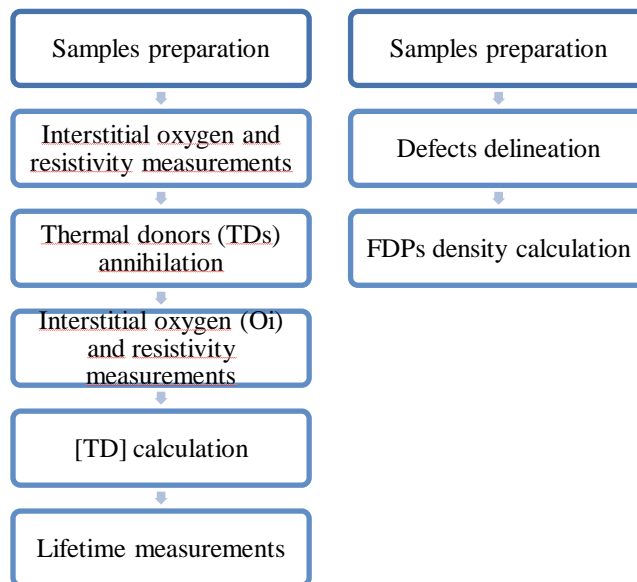 Samples preparation
Interstitial oxygen and
resistivity measurements
Thermal donors (TDs)
annihilation
Interstitial oxygen (Oi)
and resistivity
measurements
[TD] calculation
Lifetime measurements
Samples preparation
Defects delineation
FDPs density calculation